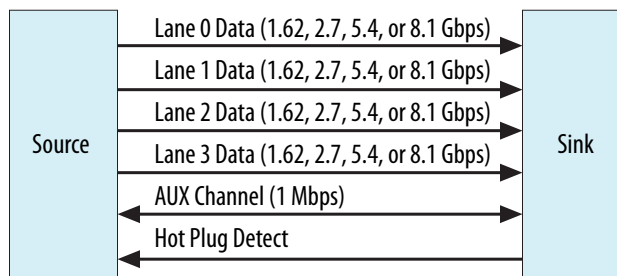 Lane 0 Data (1.62, 2.7, 5.4, or 8.1 Gbps)
Lane 1 Data (1.62, 2.7, 5.4, or 8.1 Gbps)
Lane 2 Data (1.62, 2.7, 5.4, or 8.1 Gbps)
Source
Lane 3 Data (1.62, 2.7, 5.4, or 8.1 Gbps)
Sink
AUX Channel (1 Mbps)
Hot Plug Detect